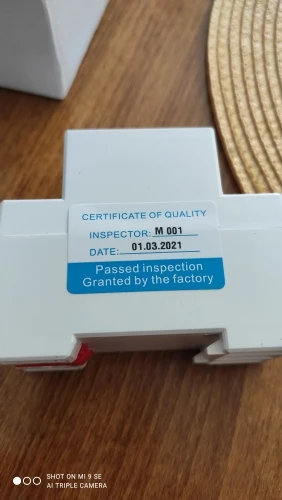 CERTIFICATE OF QUALITY
INSPECTOR: M 001
DATE: 01.03.2021
Passed inspection
Granted by the factory
SHOT ON MI 9 SE
AI TRIPLE CAMERA